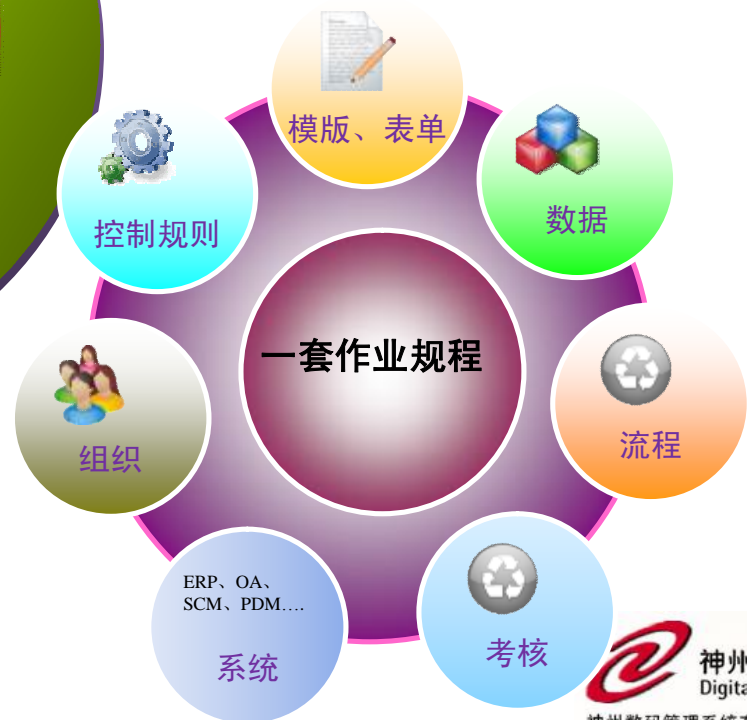 模版、表单
控制规则
数据
一套作业规程
组织
流程
ERP、OA、
SCM、PDM….
系统
考核
神州
Digita